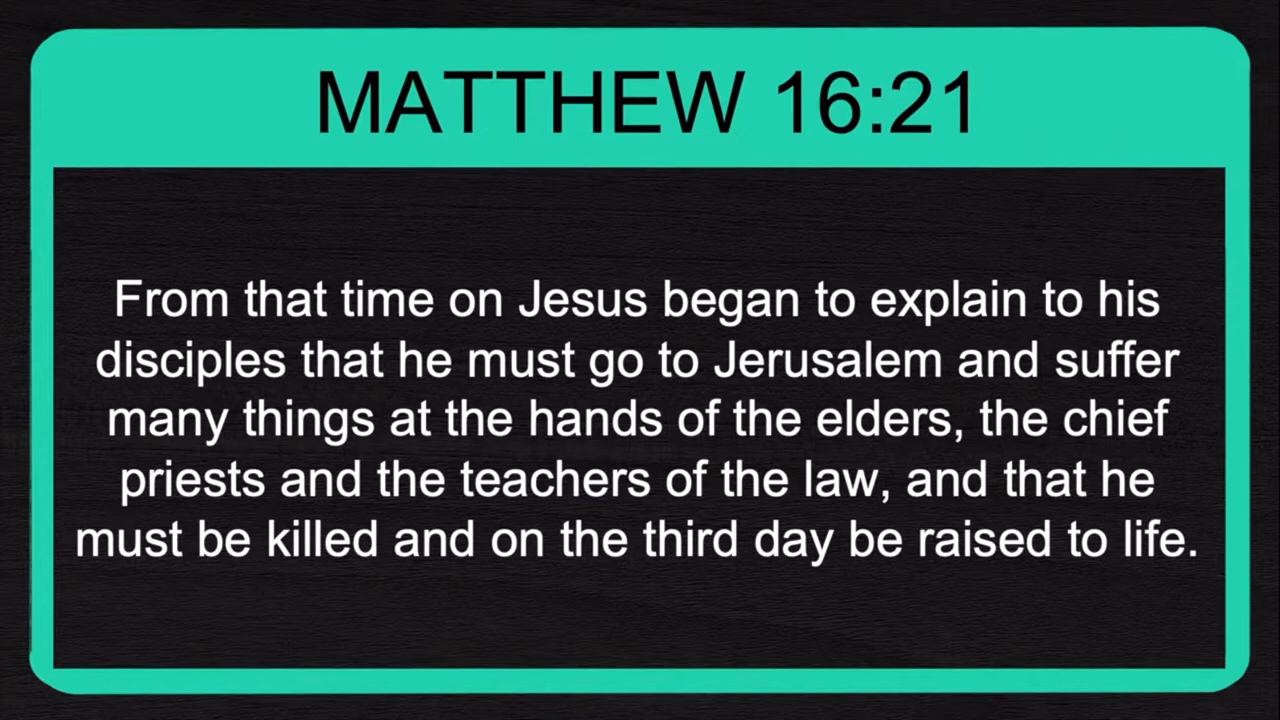 MATTHEW 16:21
From that time on Jesus began to explain to his
disciples that he must go to Jerusalem and suffer
many things at the hands of the elders, the chief
priests and the teachers of the law, and that he
must be killed and on the third day be raised to life.